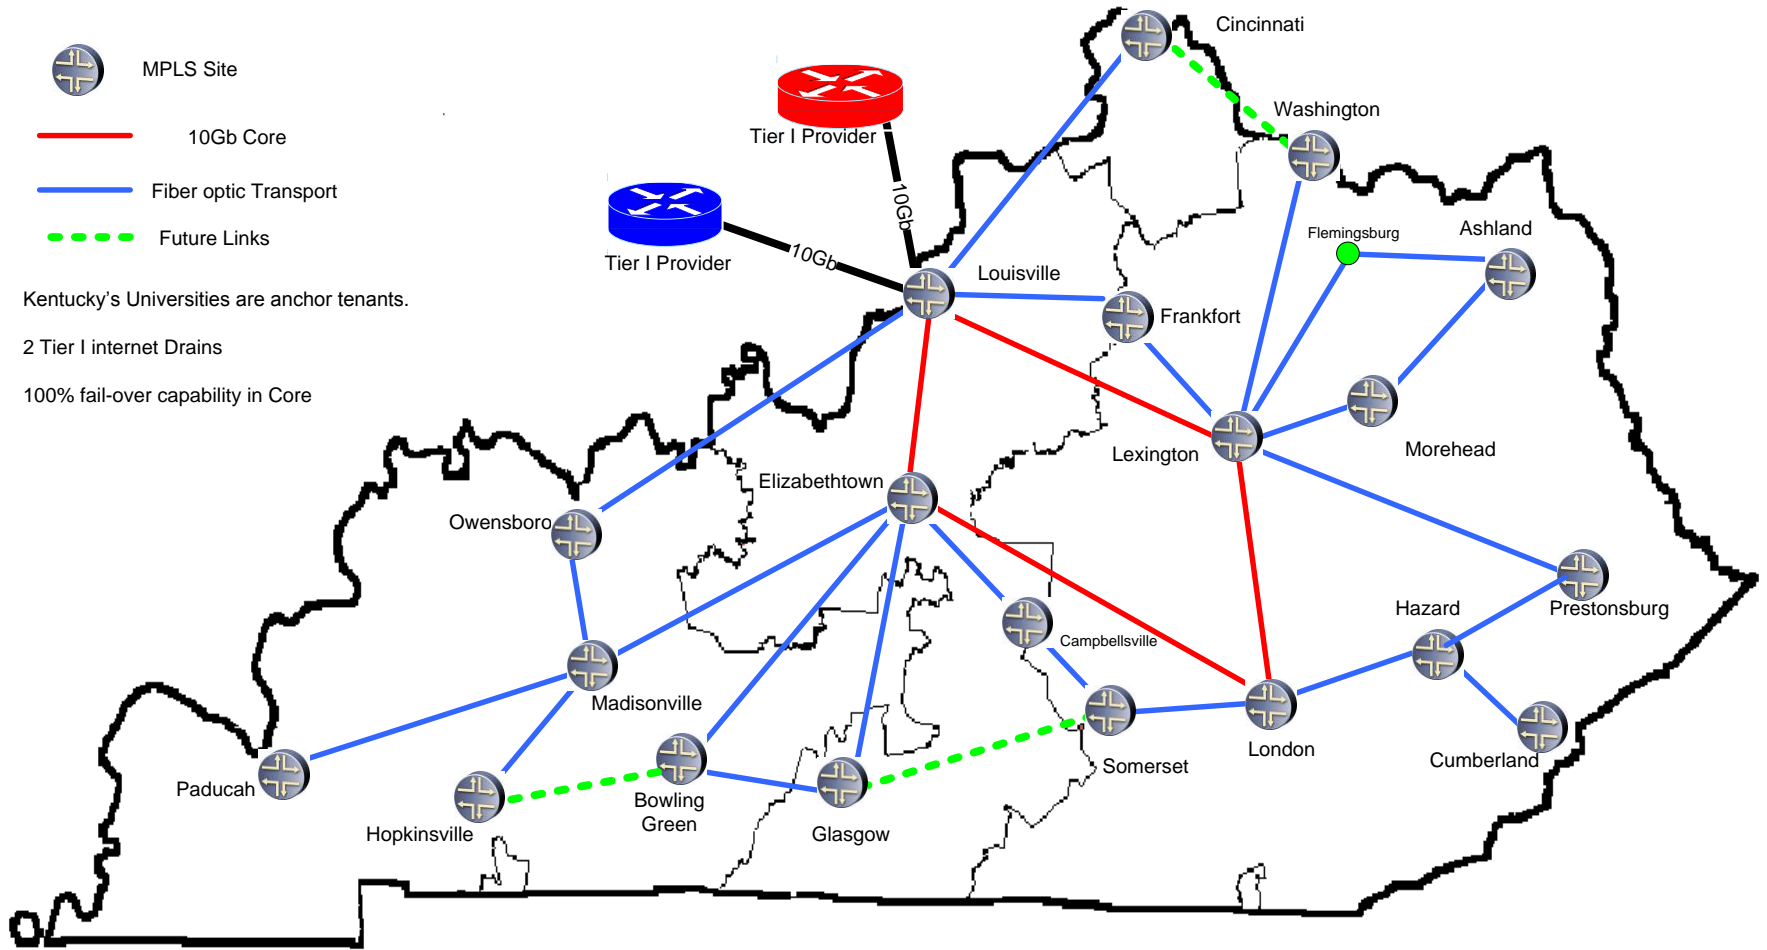 MPLS Site
10Gb Core
Fiber optic Transport
Future Links
Kentucky's Universities are anchor tenants.
2 Tier I internet Drains
100% fail-over capability in Core
Tier I Provider
10Gb
Tier I Provider
10Gb
Cincinnati
Washington
Flemingsburg
Ashland
Louisville
Frankfort
Lexington
Morehead
Elizabethtown
Owensboro
Prestonsburg
Hazard
Campbellsville
Madisonville
London
Somerset
Cumberland
Paducah
Hopkinsville
Bowling
Green
Glasgow